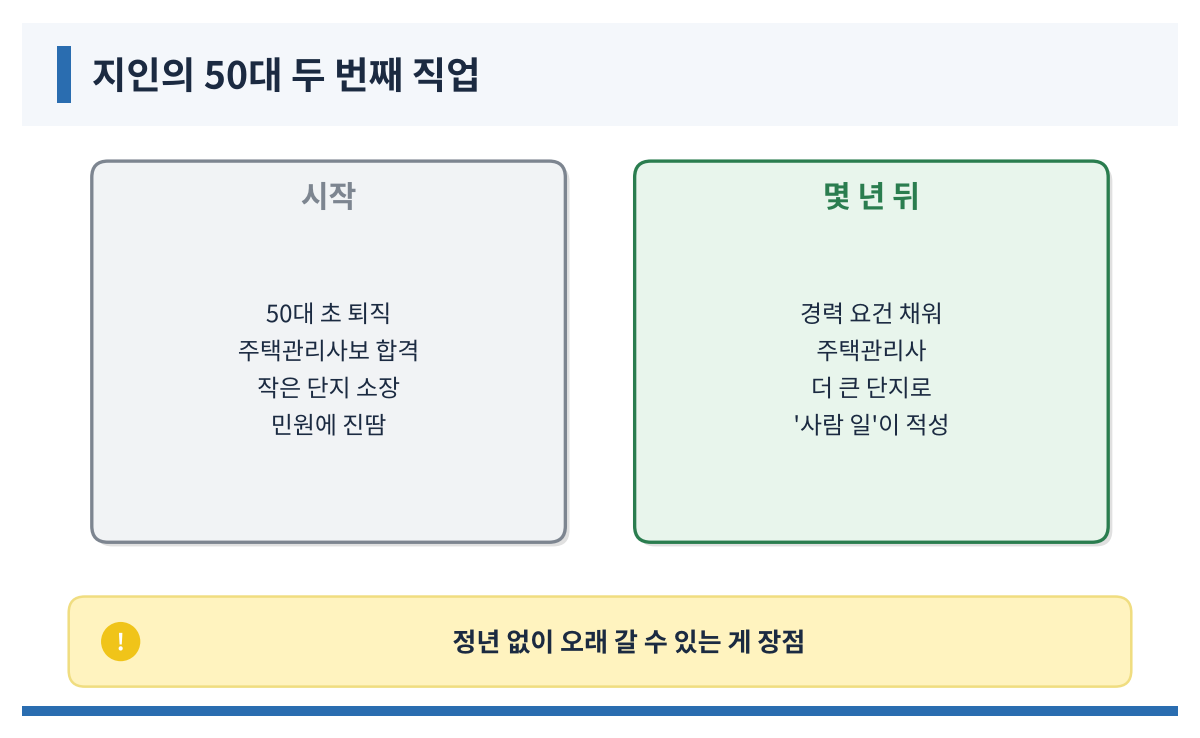 지인의 50대 두 번째 직업
시작
50대 초 퇴직
주택관리사보 합격
작은 단지 소장
민원에 진땀
몇 년 뒤
경력 요건 채워
주택관리사
더 큰 단지로
'사람 일'이 적성
!
정년 없이 오래 갈 수 있는 게 장점